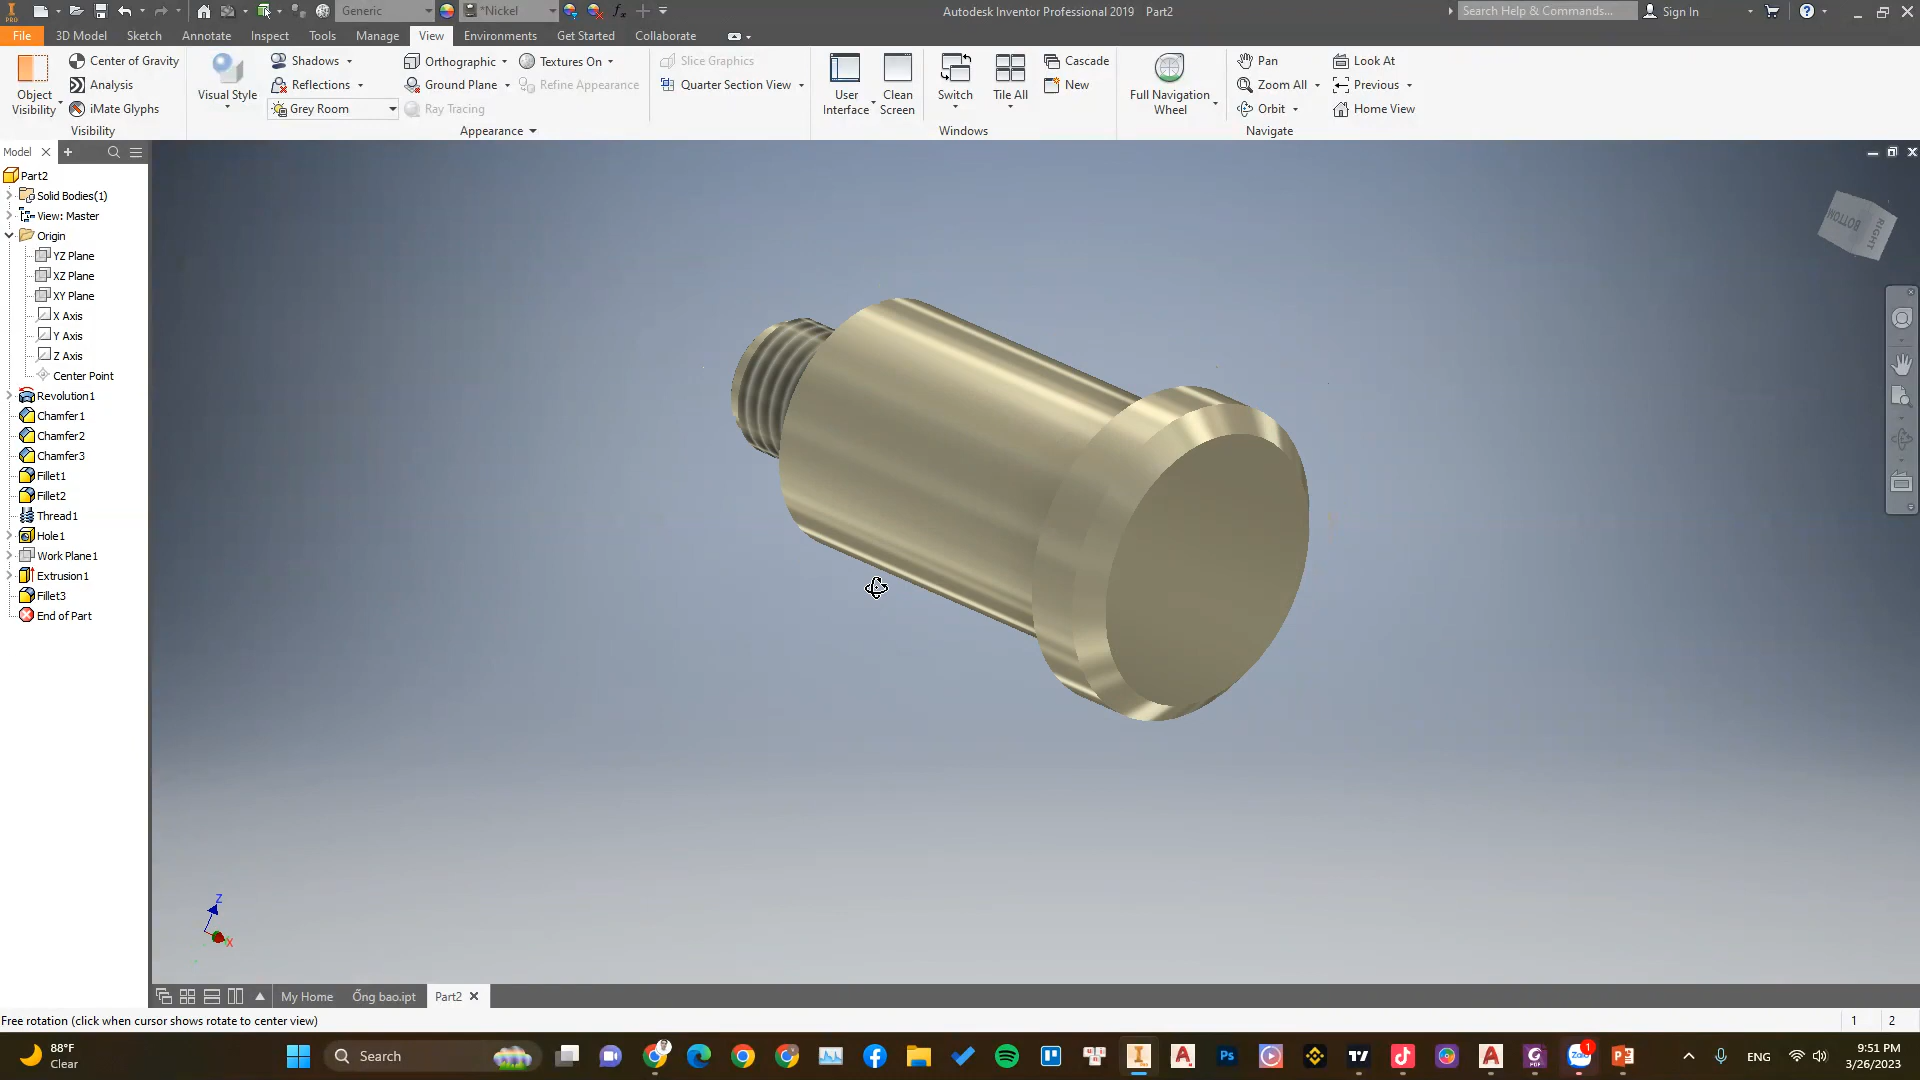 PRO
Generic
*Nickel
Autodesk Inventor Professional 2019 Part2
Search Help & Commands...
Sign In
File 3D Model Sketch Annotate Inspect Tools Manage View Environments Get Started Collaborate
Object
Visibility
Center of Gravity
Analysis
iMate Glyphs
Visibility
Visual Style
Shadows
Reflections
Grey Room
Orthographic
Ground Plane
Ray Tracing
Textures On
Refine Appearance
Appearance
Slice Graphics
Quarter Section View
User
Interface
Clean
Screen
Switch
Tile All
Cascade
New
Windows
Full Navigation
Wheel
Pan
Zoom All
Orbit
Look At
Previous
Home View
Navigate
Model
Part2
Solid Bodies(1)
View: Master
Origin
YZ Plane
XZ Plane
XY Plane
X Axis
Y Axis
Z Axis
Center Point
Revolution1
Chamfer1
Chamfer2
Chamfer3
Fillet1
Fillet2
Thread1
Hole1
Work Plane1
Extrusion1
Fillet3
End of Part
BOTTOM
RIGHT
Z
X
My Home Ống bao.ipt Part2
Free rotation (click when cursor shows rotate to center view)
1 2
88°F
Clear
Search
Ps
Zalo
1
ENG
9:51 PM
3/26/2023